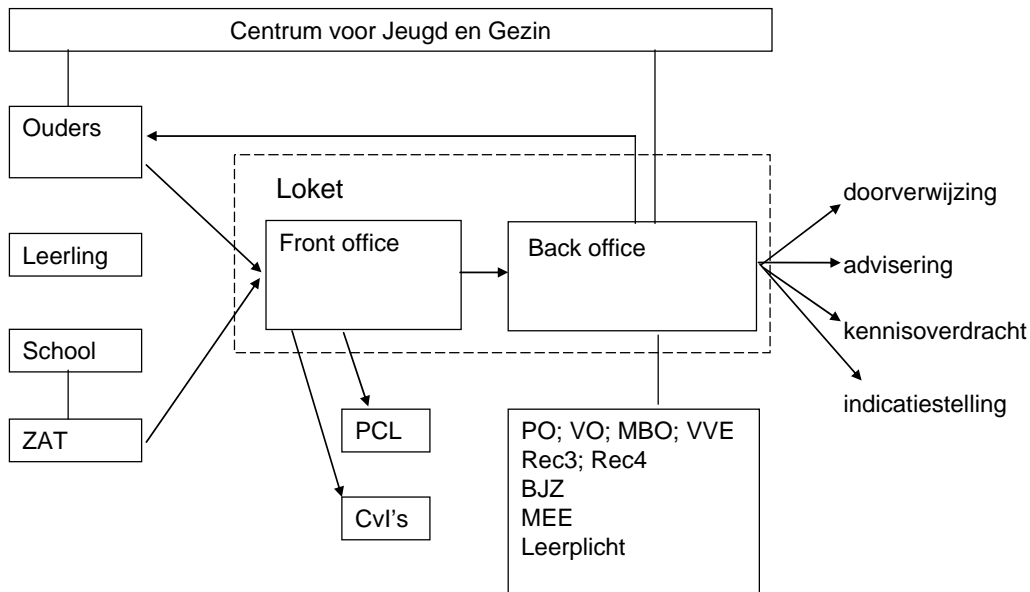 Centrum voor Jeugd en Gezin
Ouders
Loket
Front office
Back office
doorverwijzing
Leerling
advisering
School
kennisoverdracht
indicatiestelling
ZAT
PCL
CvI's
PO; VO; MBO; VVE
Rec3; Rec4
BJZ
MEE
Leerplicht